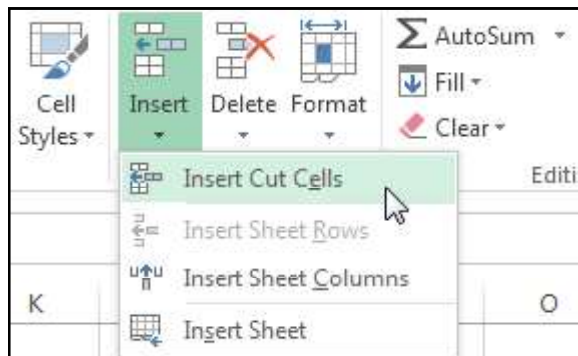 Cell
Styles
Insert
Delete
Format
AutoSum
Fill
Clear
Editi
Insert Cut Cells
Insert Sheet Rows
Insert Sheet Columns
Insert Sheet
K
O